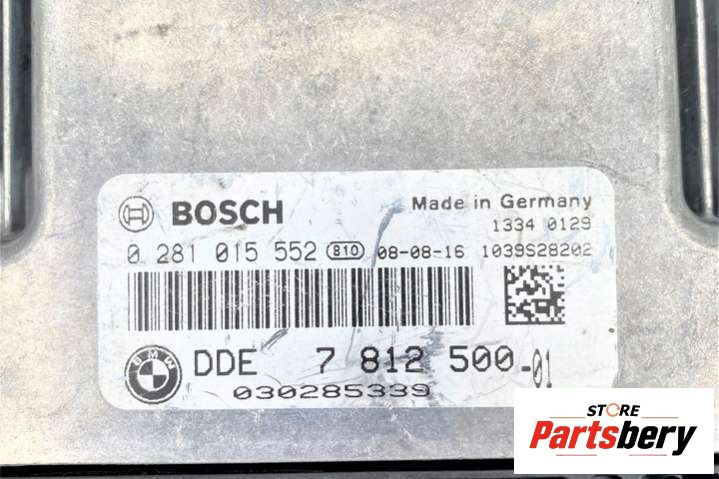 BOSCH
Made in Germany
1334 0129
0 281 015 552 810 08-08-16 1039S28202
BMW
DDE 7 812 500-01
030285339
STORE
Partsbery